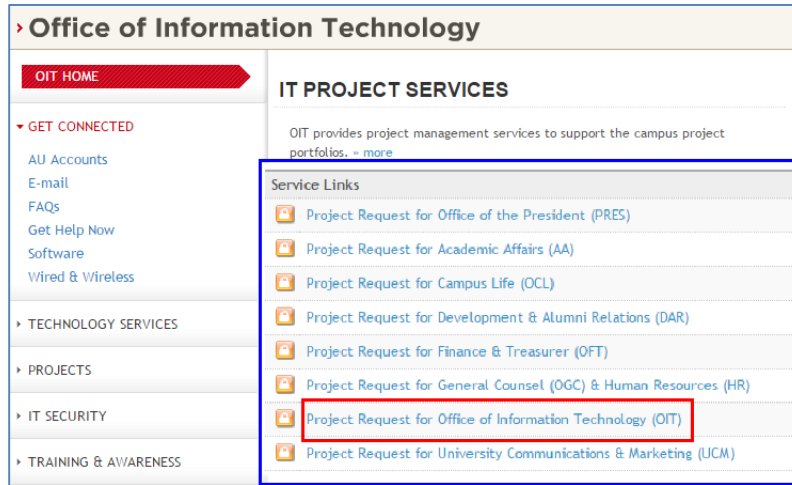 Office of Information Technology
OIT HOME
GET CONNECTED
AU Accounts
E-mail
FAQs
Get Help Now
Software
Wired & Wireless
TECHNOLOGY SERVICES
PROJECTS
IT SECURITY
TRAINING & AWARENESS
IT PROJECT SERVICES
OIT provides project management services to support the campus project
portfolios. » more
Service Links
Project Request for Office of the President (PRES)
Project Request for Academic Affairs (AA)
Project Request for Campus Life (OCL)
Project Request for Development & Alumni Relations (DAR)
Project Request for Finance & Treasurer (OFT)
Project Request for General Counsel (OGC) & Human Resources (HR)
Project Request for Office of Information Technology (OIT)
Project Request for University Communications & Marketing (UCM)